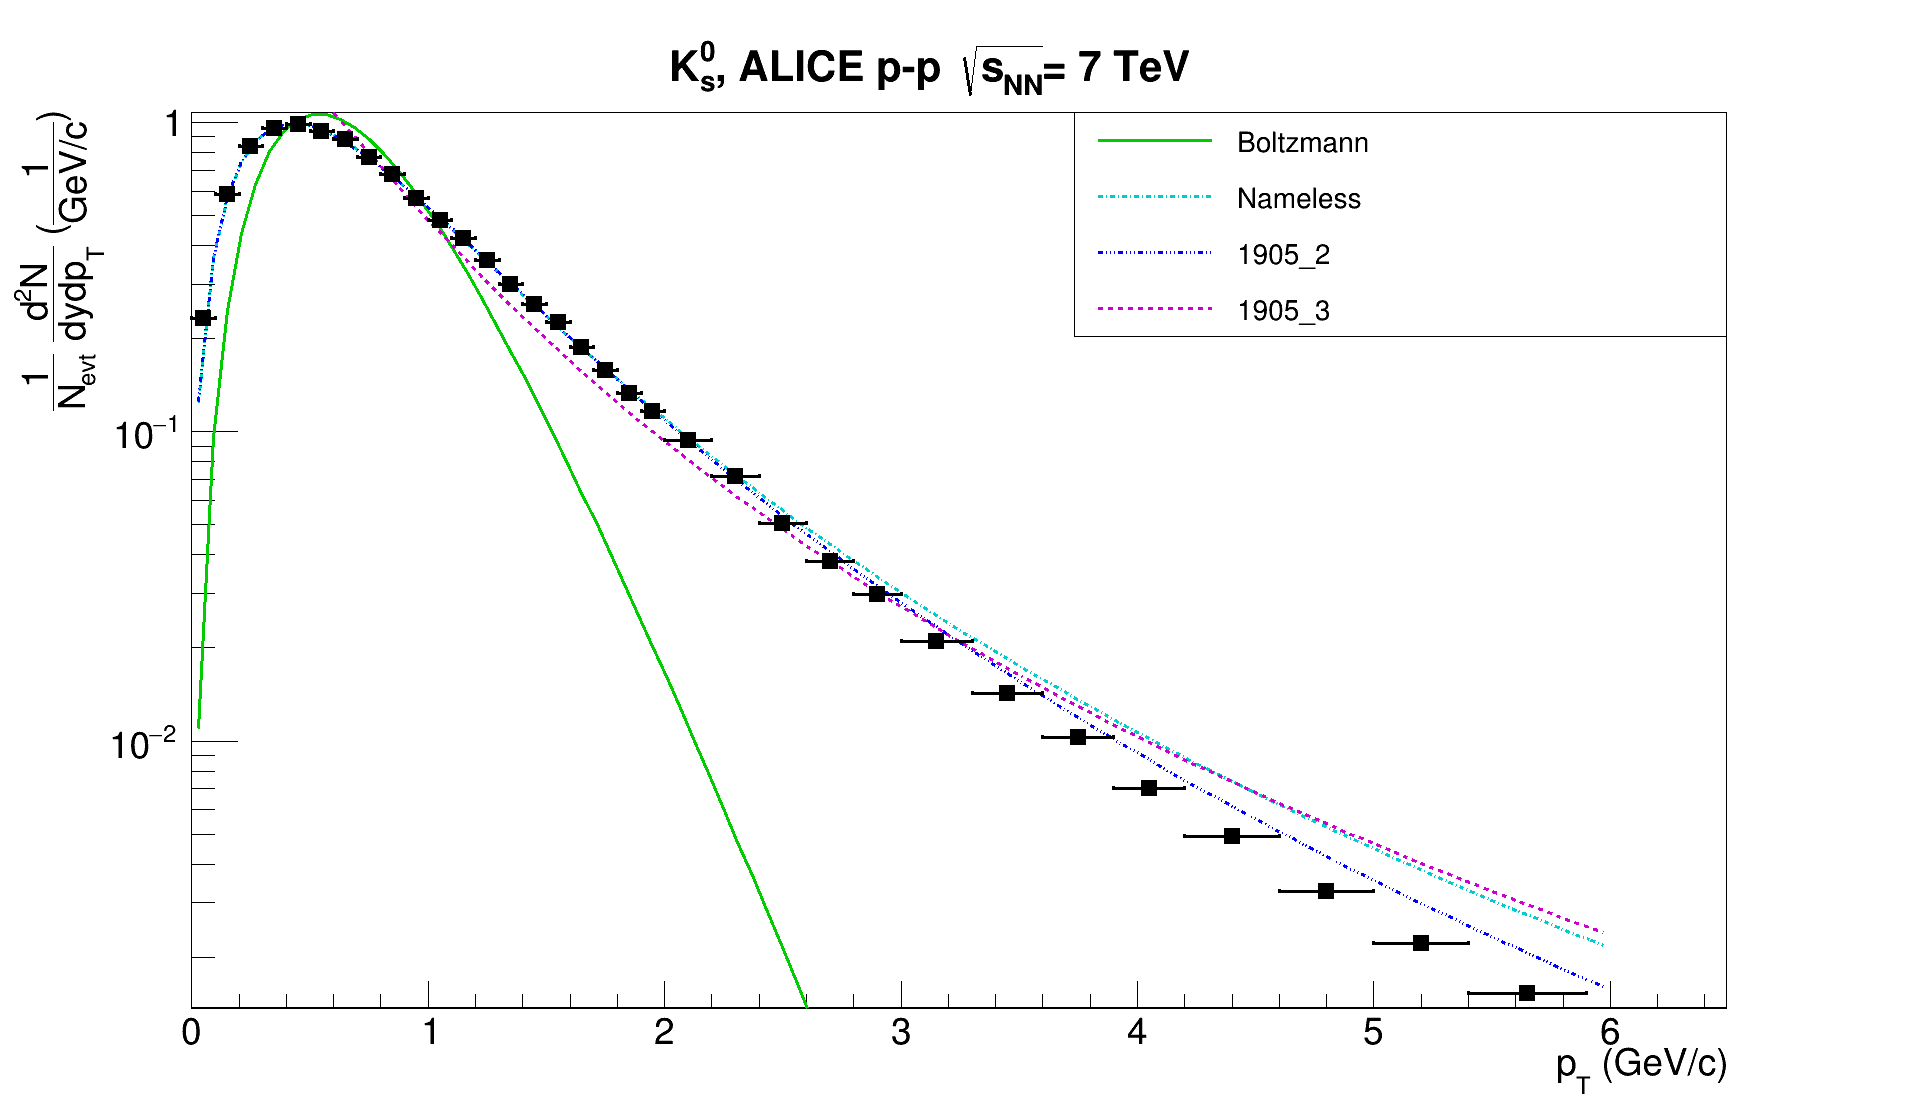 K⁰ₛ, ALICE p-p √sNN= 7 TeV
1/Nevt d²N/dydpT (1/GeV/c)
1
10⁻¹
10⁻²
Boltzmann
Nameless
1905_2
1905_3
0 1 2 3 4 5 6
pT (GeV/c)